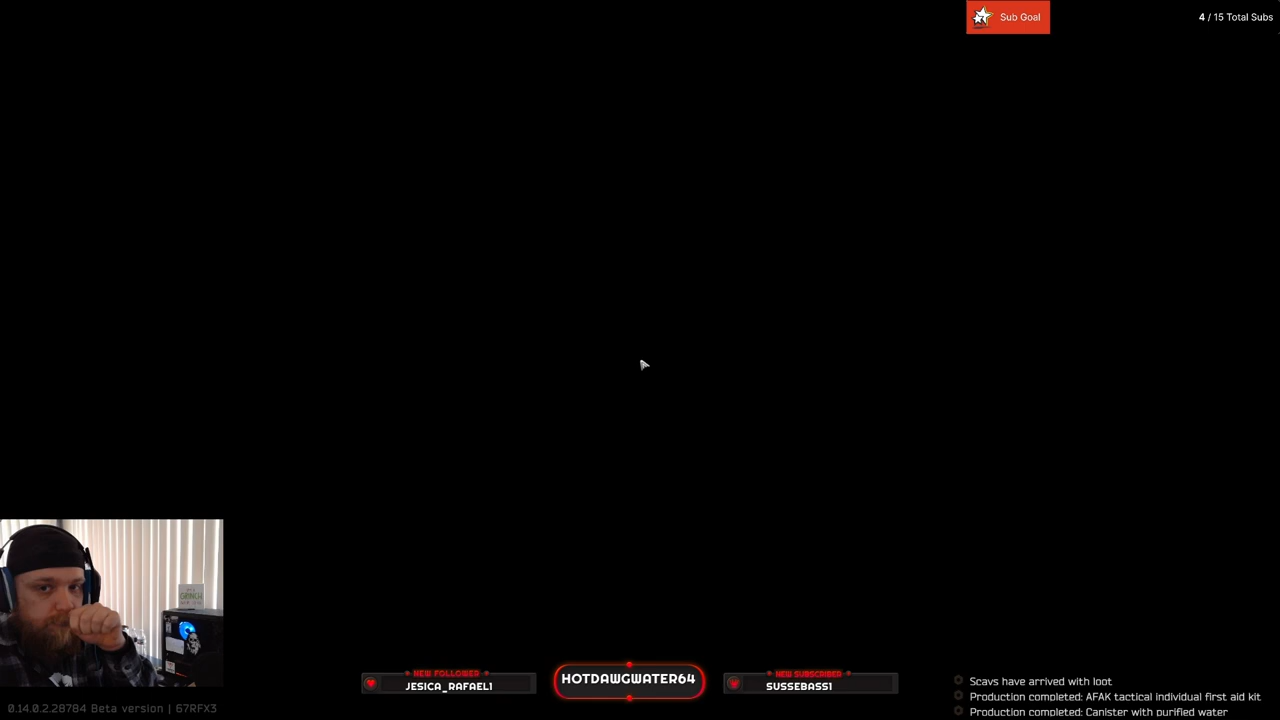 Sub Goal
4 / 15 Total Subs
GRINCH
NEW FOLLOWER
JESICA_RAFAEL1
HOTDAWGWATER64
NEW SUBSCRIBER
SUSSEBASS1
Scavs have arrived with loot
Production completed: AFAK tactical individual first aid kit
Production completed: Canister with purified water
0.14.0.2.28784 Beta version | 67RFX3